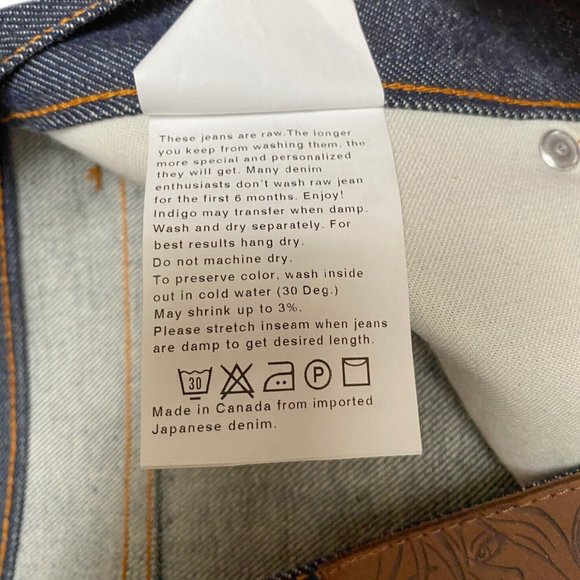 These jeans are raw.The longer
you keep from washing them, the
more special and personalized
they will get. Many denim
enthusiasts don't wash raw jean
for the first 6 months. Enjoy!
Indigo may transfer when damp.
Wash and dry separately. For
best results hang dry.
Do not machine dry.
To preserve color, wash inside
out in cold water (30 Deg.)
May shrink up to 3%.
Please stretch inseam when jeans
are damp to get desired length.
30 P
Made in Canada from imported
Japanese denim.